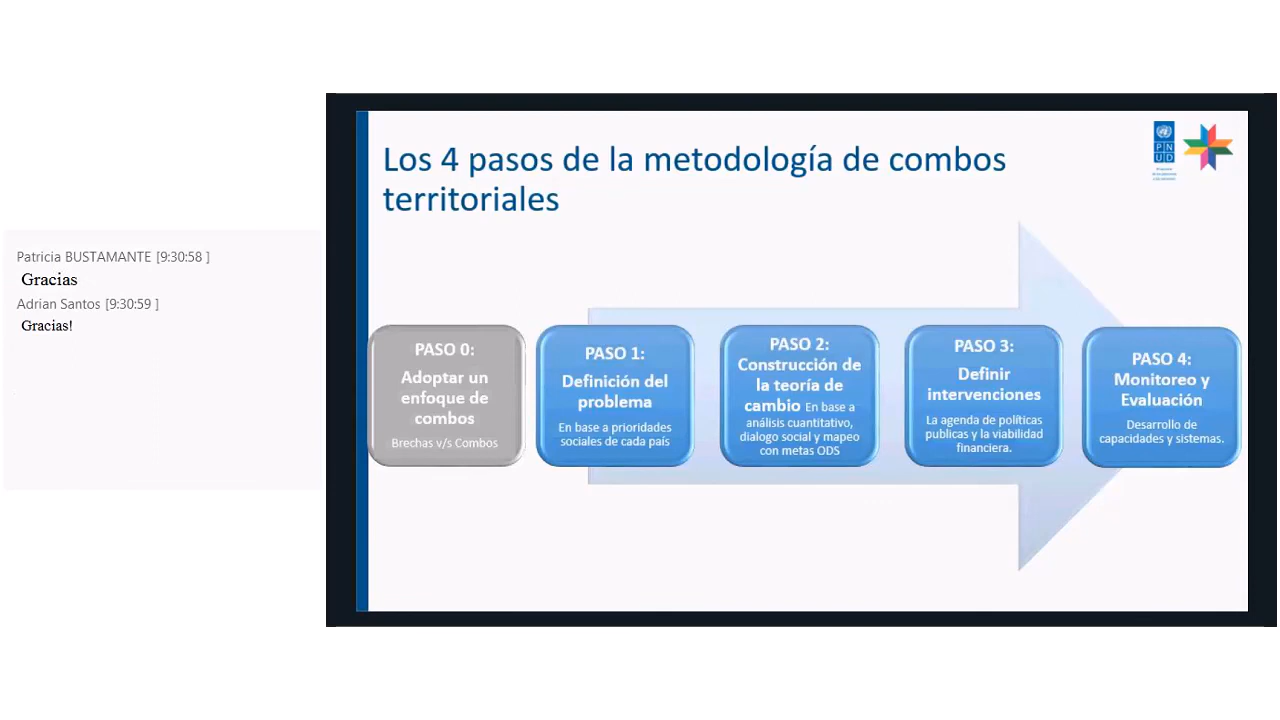 Patricia BUSTAMANTE [9:30:58 ]
Gracias
Adrian Santos [9:30:59 ]
Gracias!
Los 4 pasos de la metodología de combos
territoriales
P N
U D
PASO 0:
Adoptar un
enfoque de
combos
Brechas v/s Combos
PASO 1:
Definición del
problema
En base a prioridades
sociales de cada país
PASO 2:
Construcción de
la teoría de
cambio En base a
análisis cuantitativo,
dialogo social y mapeo
con metas ODS
PASO 3:
Definir
intervenciones
La agenda de políticas
publicas y la viabilidad
financiera.
PASO 4:
Monitoreo y
Evaluación
Desarrollo de
capacidades y sistemas.